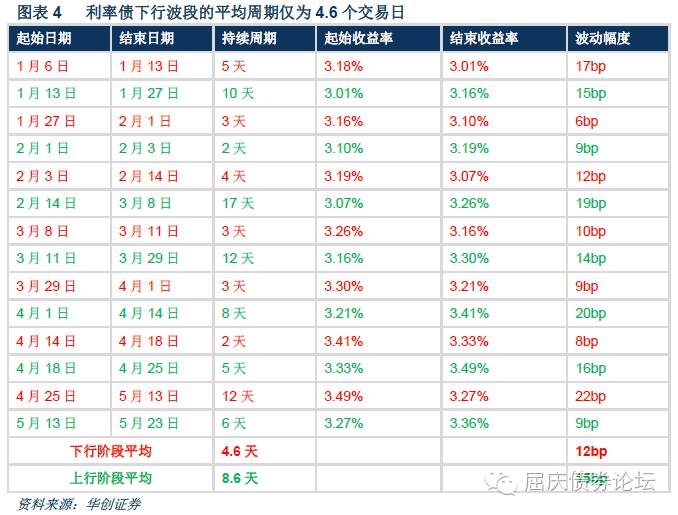 图表 4 利率债下行波段的平均周期仅为 4.6 个交易日
起始日期 结束日期 持续周期 起始收益率 结束收益率 波动幅度
1 月 6 日 1 月 13 日 5 天 3.18% 3.01% 17bp
1 月 13 日 1 月 27 日 10 天 3.01% 3.16% 15bp
1 月 27 日 2 月 1 日 3 天 3.16% 3.10% 6bp
2 月 1 日 2 月 3 日 2 天 3.10% 3.19% 9bp
2 月 3 日 2 月 14 日 4 天 3.19% 3.07% 12bp
2 月 14 日 3 月 8 日 17 天 3.07% 3.26% 19bp
3 月 8 日 3 月 11 日 3 天 3.26% 3.16% 10bp
3 月 11 日 3 月 29 日 12 天 3.16% 3.30% 14bp
3 月 29 日 4 月 1 日 3 天 3.30% 3.21% 9bp
4 月 1 日 4 月 14 日 8 天 3.21% 3.41% 20bp
4 月 14 日 4 月 18 日 2 天 3.41% 3.33% 8bp
4 月 18 日 4 月 25 日 5 天 3.33% 3.49% 16bp
4 月 25 日 5 月 13 日 12 天 3.49% 3.27% 22bp
5 月 13 日 5 月 23 日 6 天 3.27% 3.36% 9bp
下行阶段平均 4.6 天 12bp
上行阶段平均 8.6 天 15bp
屈庆债券论坛
资料来源：华创证券